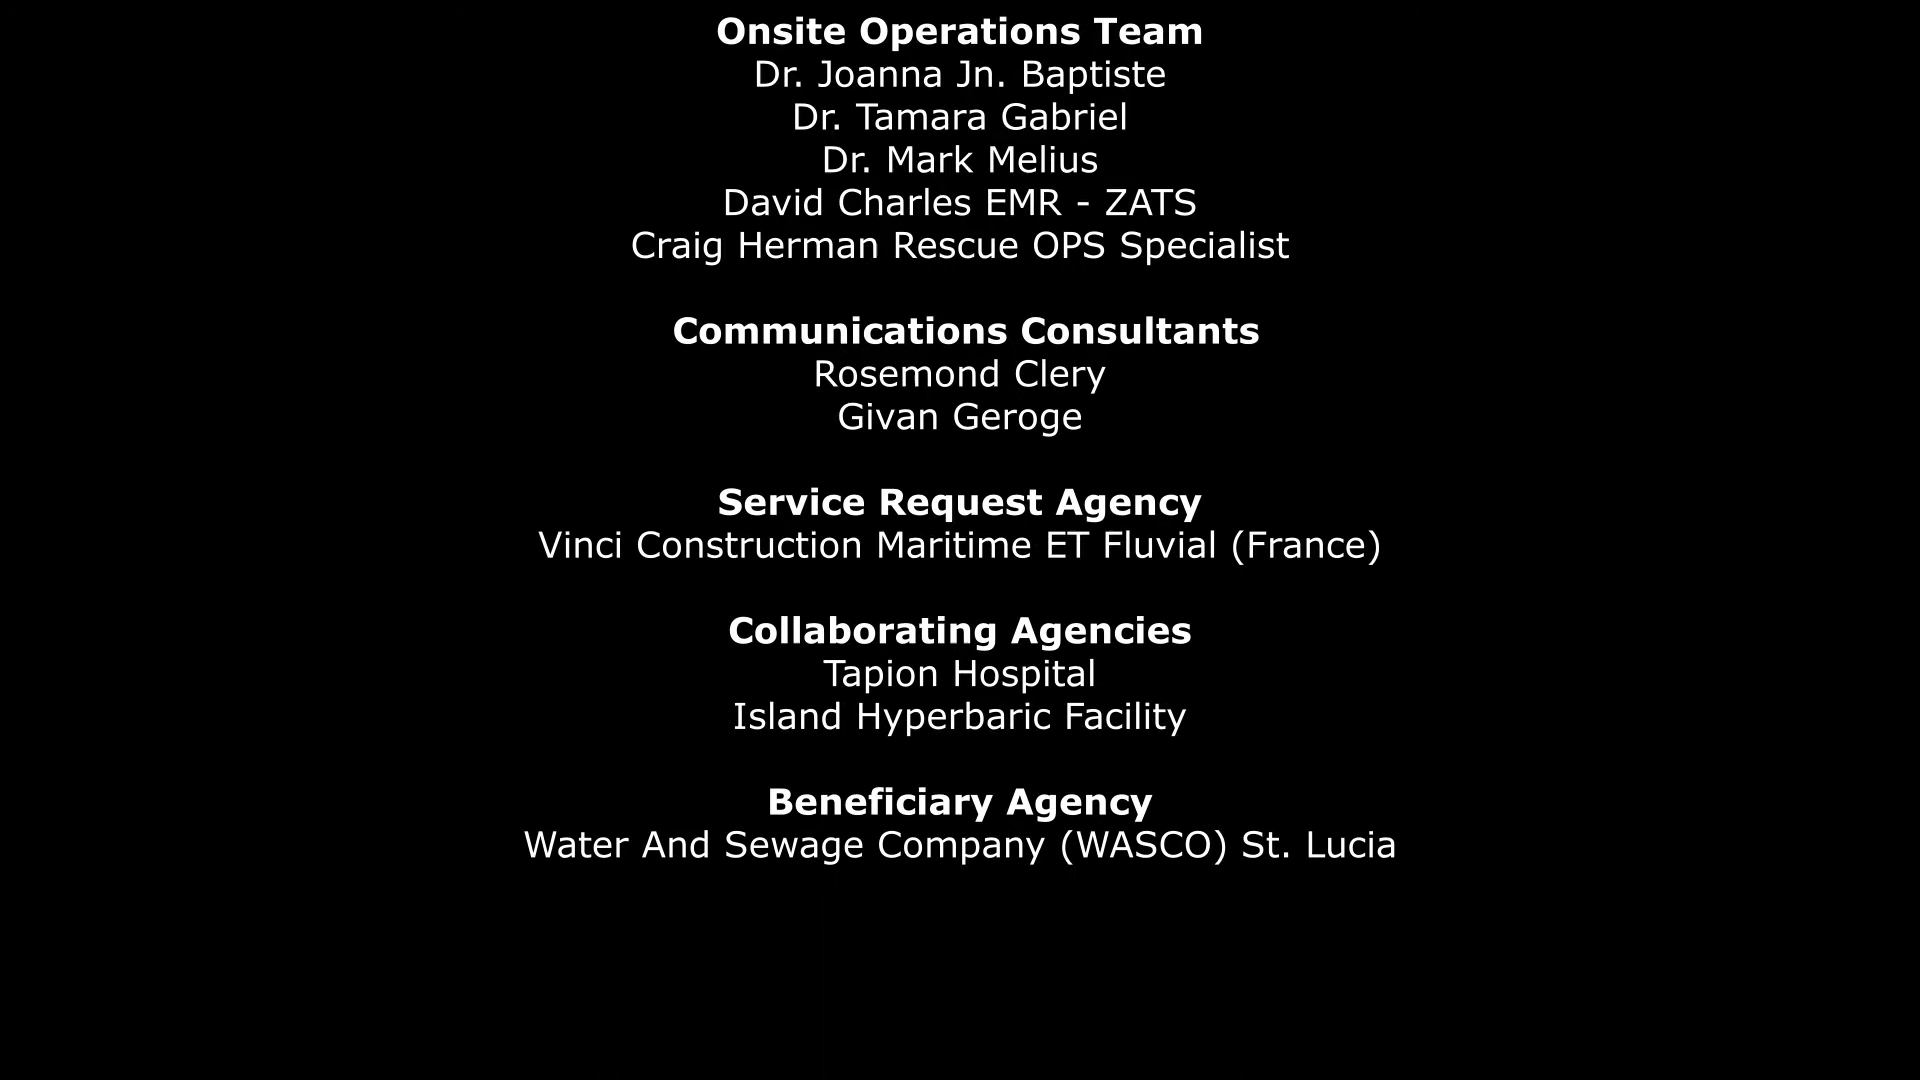 Onsite Operations Team
Dr. Joanna Jn. Baptiste
Dr. Tamara Gabriel
Dr. Mark Melius
David Charles EMR - ZATS
Craig Herman Rescue OPS Specialist
Communications Consultants
Rosemond Clery
Givan Geroge
Service Request Agency
Vinci Construction Maritime ET Fluvial (France)
Collaborating Agencies
Tapion Hospital
Island Hyperbaric Facility
Beneficiary Agency
Water And Sewage Company (WASCO) St. Lucia